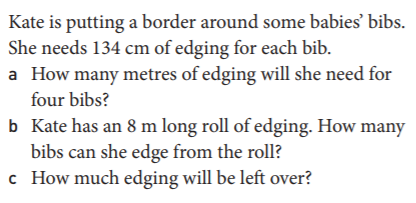 Kate is putting a border around some babies’ bibs.
She needs 134 cm of edging for each bib.
a How many metres of edging will she need for
four bibs?
b Kate has an 8 m long roll of edging. How many
bibs can she edge from the roll?
c How much edging will be left over?